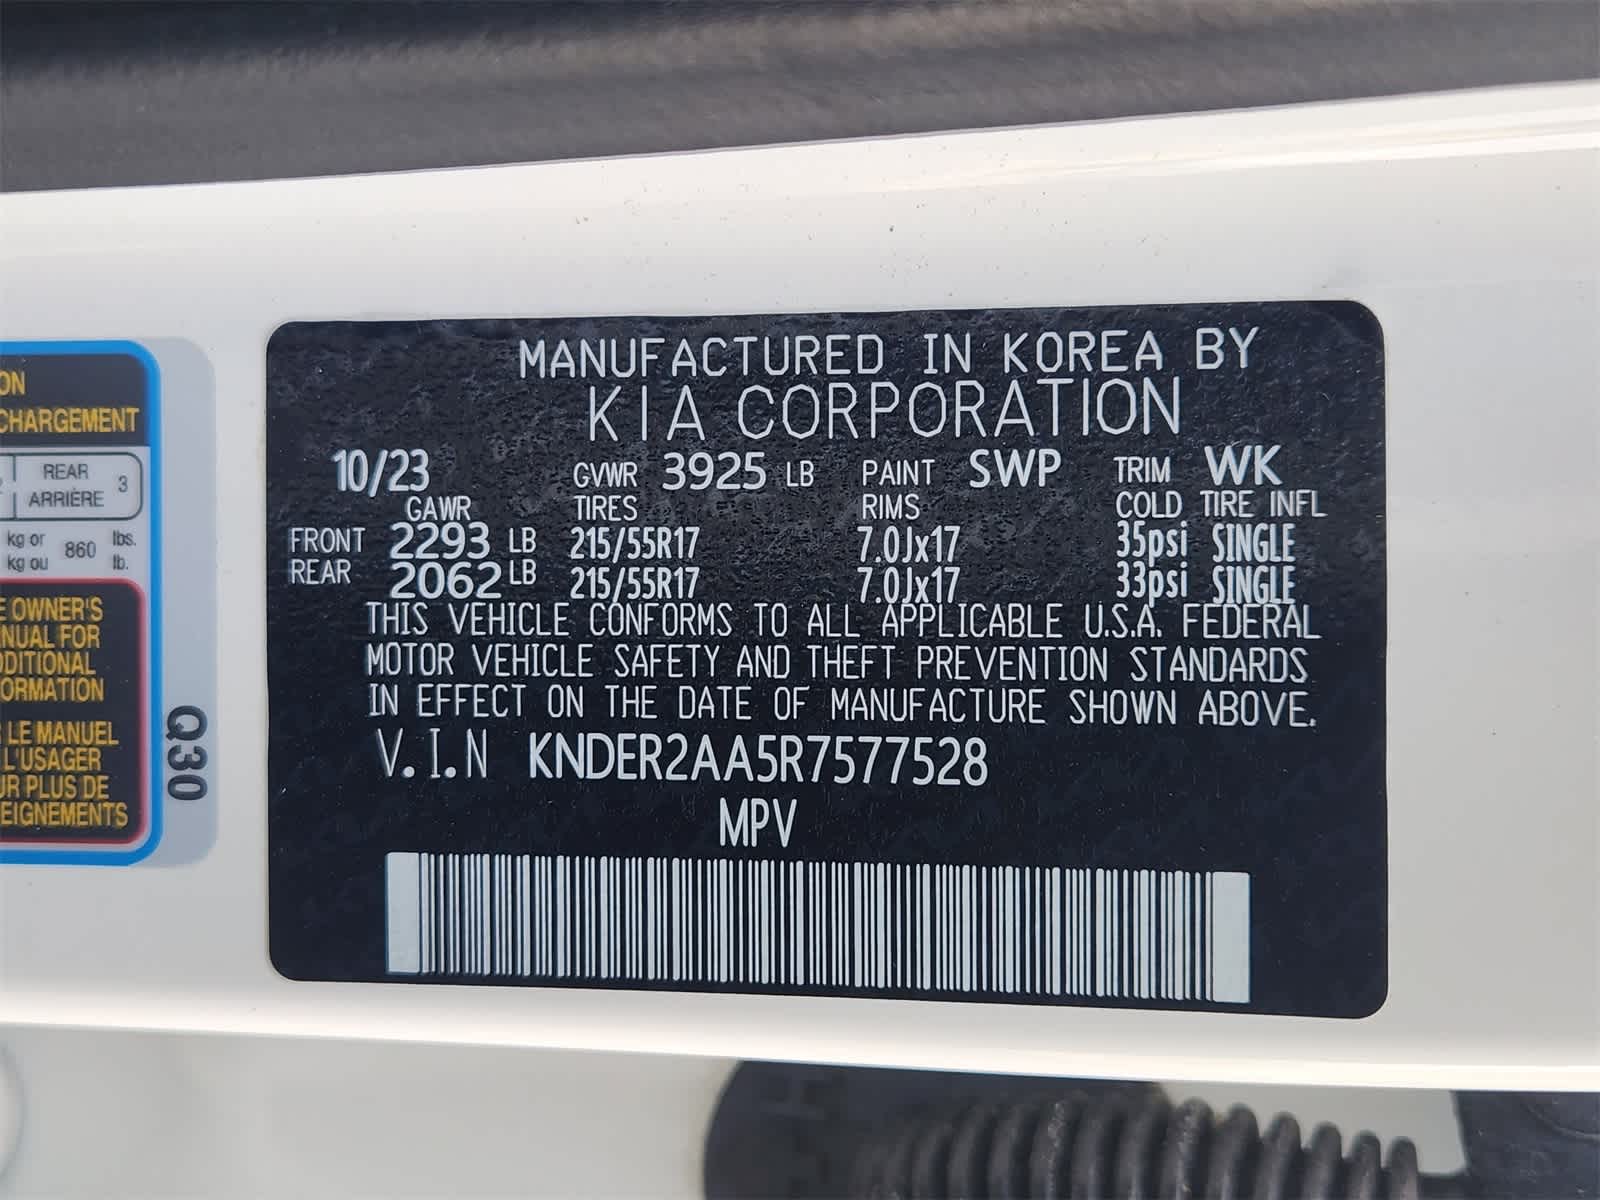 ON
CHARGEMENT
REAR
ARRIÈRE 3
kg or 860 lbs.
kg ou lb.
E OWNER'S
NUAL FOR
DDITIONAL
ORMATION
LE MANUEL
L'USAGER
UR PLUS DE
EIGNEMENTS
Q30
MANUFACTURED IN KOREA BY
KIA CORPORATION
10/23 GVWR 3925 LB PAINT SWP TRIM WK
GAWR TIRES RIMS COLD TIRE INFL
FRONT 2293 LB 215/55R17 7.0Jx17 35psi SINGLE
REAR 2062 LB 215/55R17 7.0Jx17 33psi SINGLE
THIS VEHICLE CONFORMS TO ALL APPLICABLE U.S.A. FEDERAL
MOTOR VEHICLE SAFETY AND THEFT PREVENTION STANDARDS
IN EFFECT ON THE DATE OF MANUFACTURE SHOWN ABOVE.
V.I.N KNDER2AA5R7577528
MPV